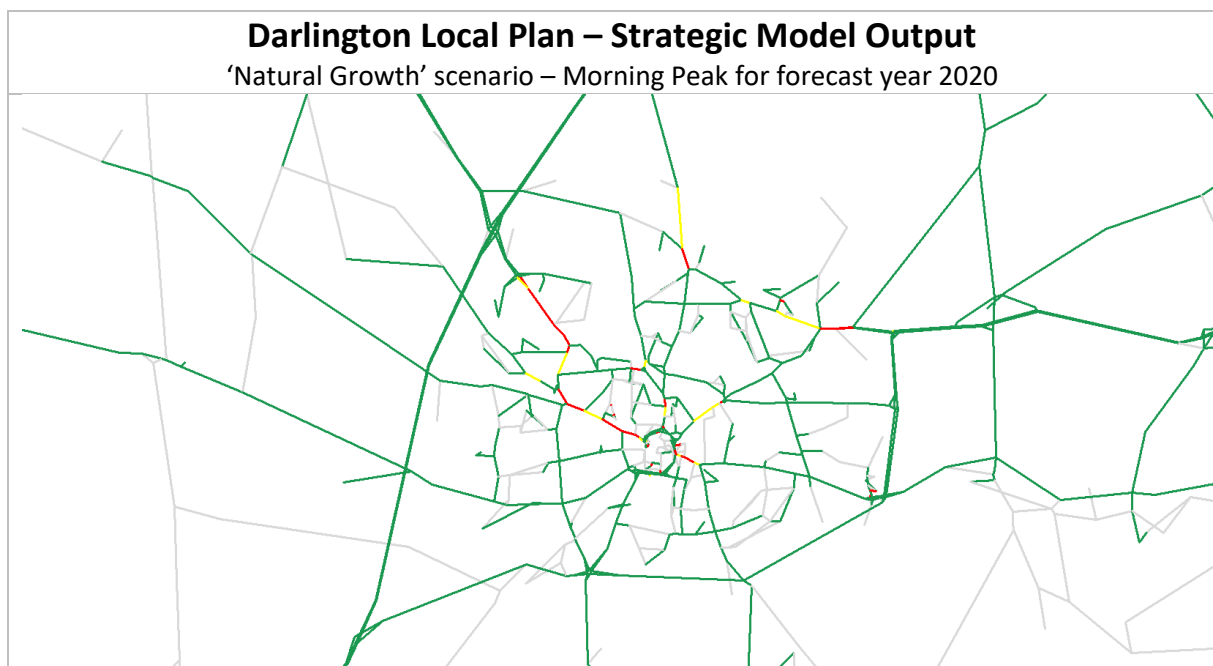 Darlington Local Plan – Strategic Model Output
‘Natural Growth’ scenario – Morning Peak for forecast year 2020